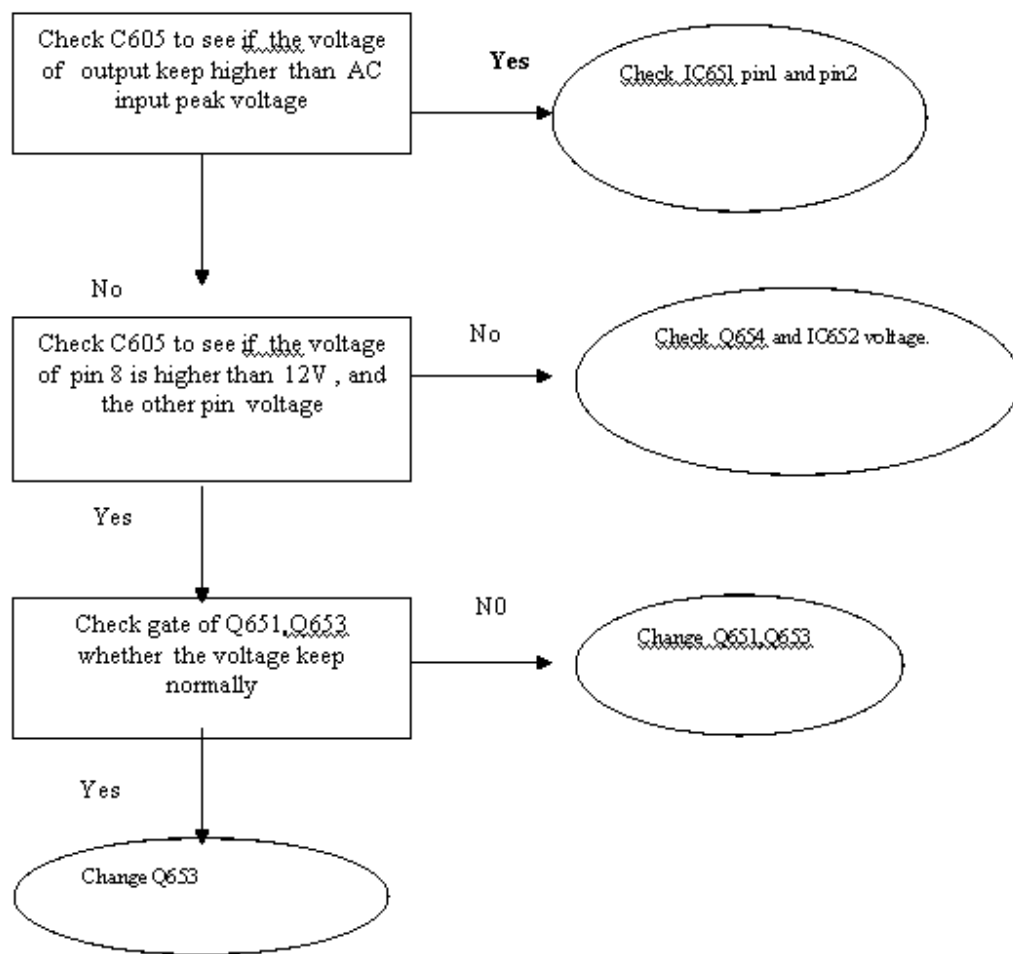 Check C605 to see if the voltage
of output keep higher than AC
input peak voltage
Yes
Check IC651 pin1 and pin2
No
Check C605 to see if the voltage
of pin 8 is higher than 12V , and
the other pin voltage
No
Check Q654 and IC652 voltage.
Yes
Check gate of Q651,Q653
whether the voltage keep
normally
N0
Change Q651,Q653
Yes
Change Q653